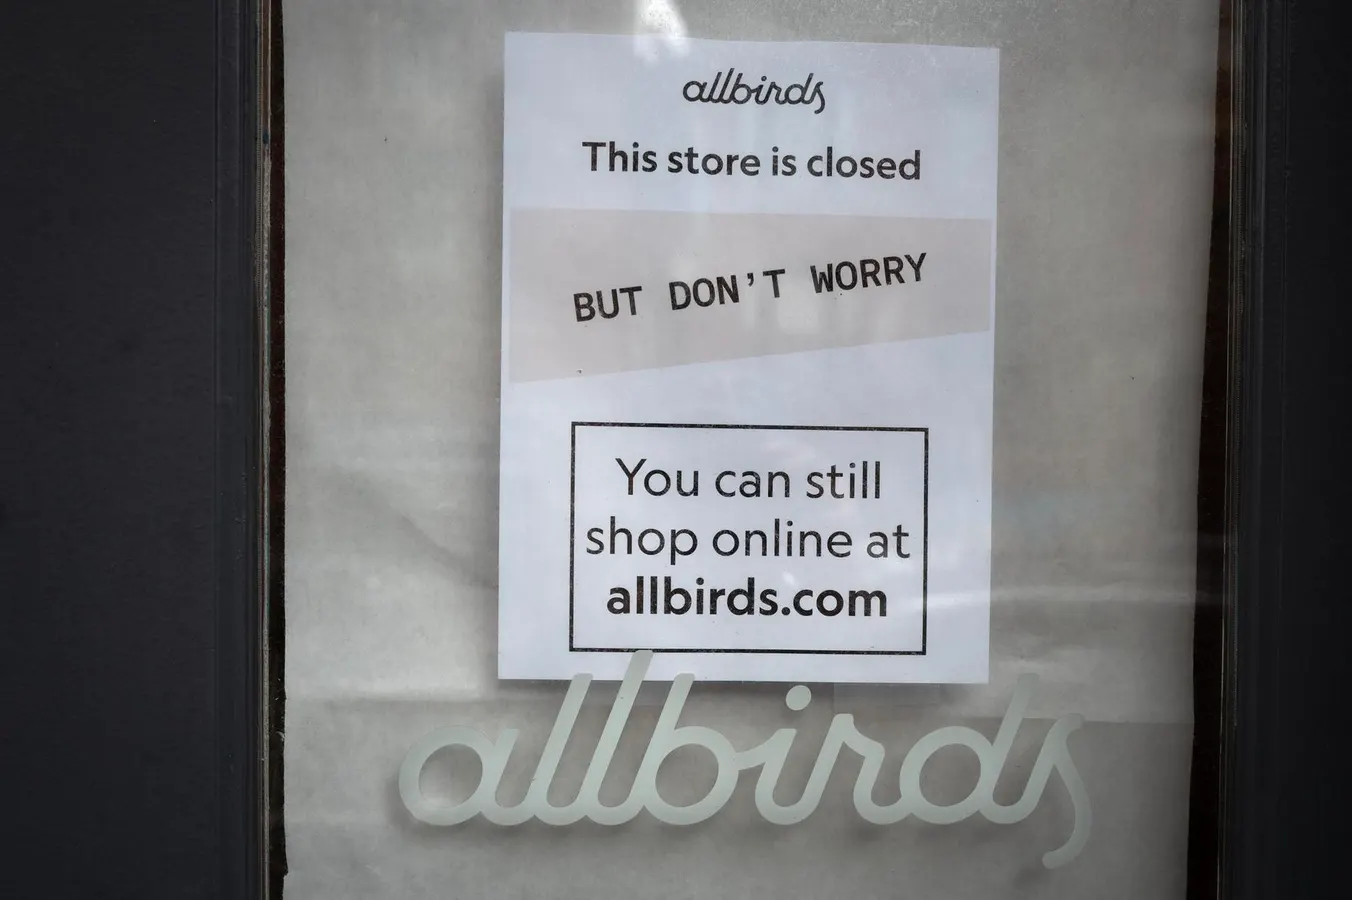 allbirds
This store is closed
BUT DON'T WORRY
You can still
shop online at
allbirds.com
allbirds